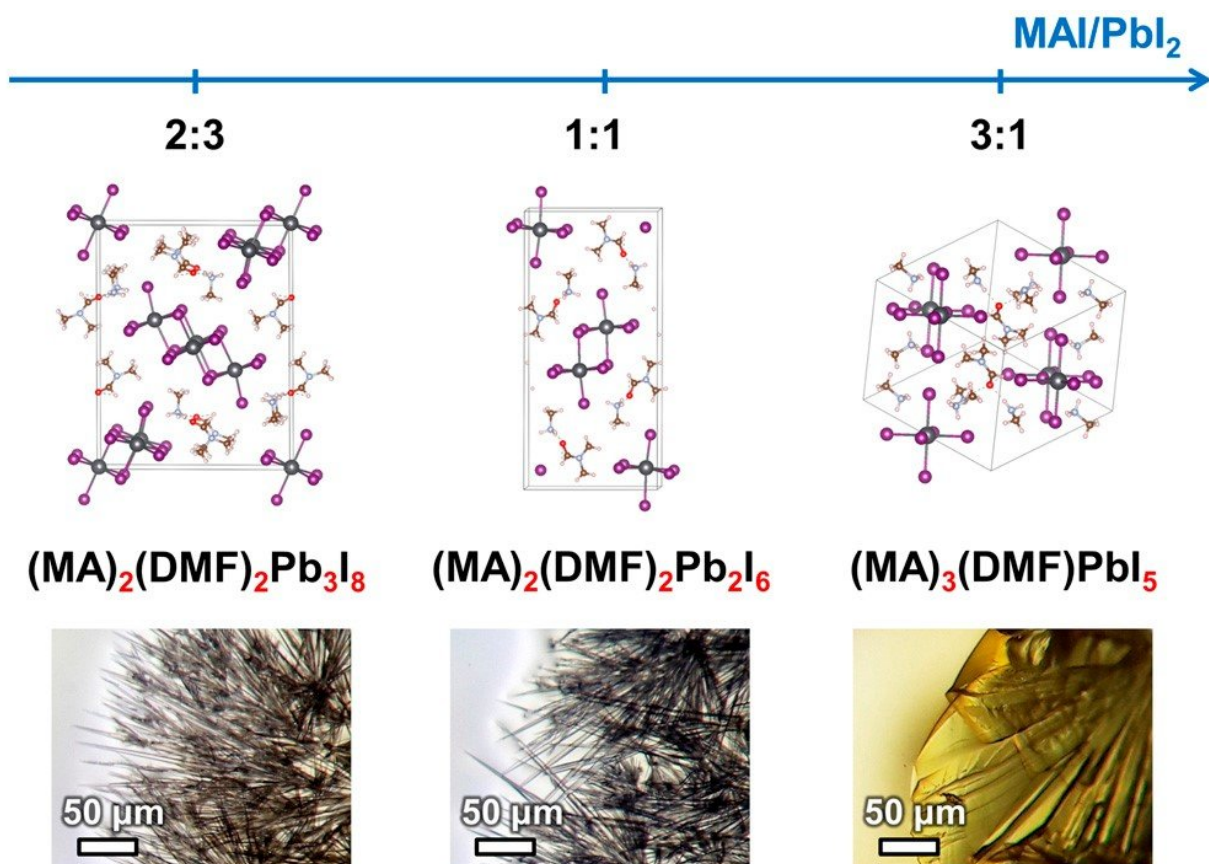 MAI/PbI₂
2:3 1:1 3:1
(MA)₂(DMF)₂Pb₃I₈ (MA)₂(DMF)₂Pb₂I₆ (MA)₃(DMF)PbI₅
50 μm 50 μm 50 μm